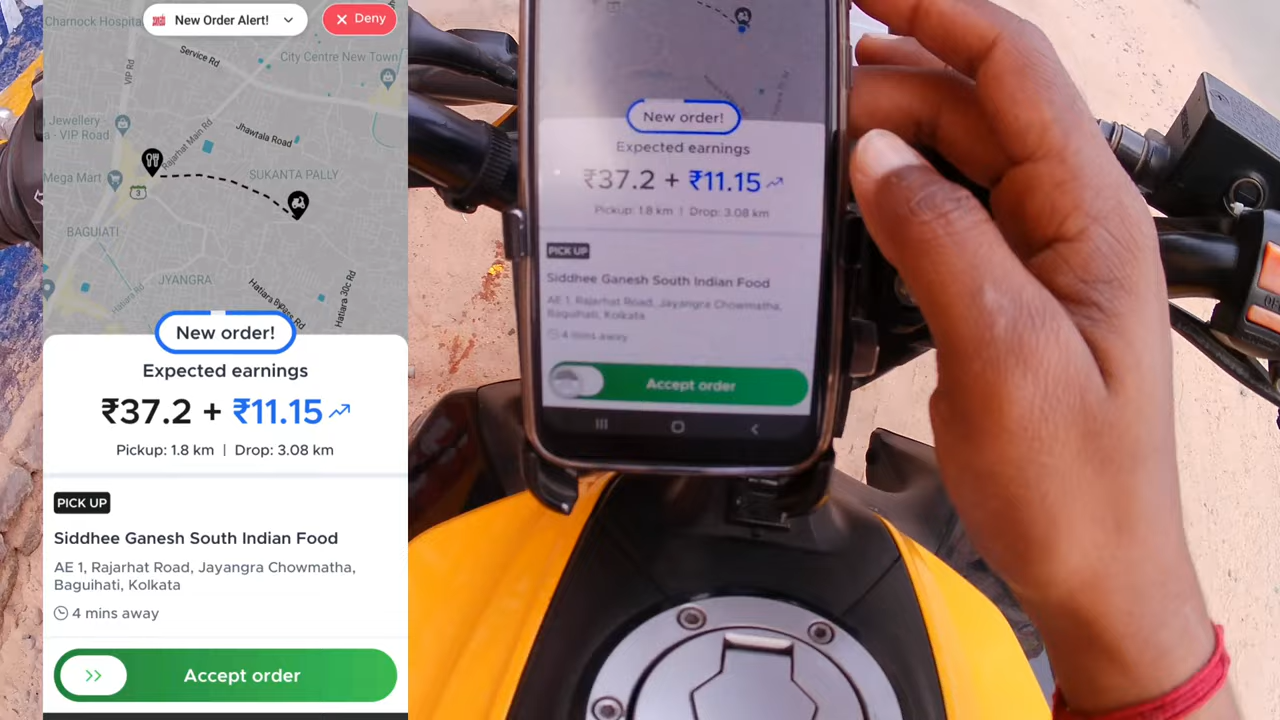 New Order Alert!
Deny
Charnock Hospita
Service Rd
City Centre New Town
VIP Rd
Jewellery -
a - VIP Road
Rajarhat Main Rd
Jhawtala Road
Mega Mart
3
SUKANTA PALLY
BAGUIATI
JYANGRA
Hatiara Rd
Hatiara Bypass Rd
Hatiara 30c Rd
New order!
Expected earnings
₹37.2 + ₹11.15
Pickup: 1.8 km | Drop: 3.08 km
PICK UP
Siddhee Ganesh South Indian Food
AE 1, Rajarhat Road, Jayangra Chowmatha,
Baguihati, Kolkata
4 mins away
Accept order
New order!
Expected earnings
₹37.2 + ₹11.15
Pickup: 1.8 km | Drop: 3.08 km
PICK UP
Siddhee Ganesh South Indian Food
AE 1, Rajarhat Road, Jayangra Chowmatha,
Baguihati, Kolkata
4 mins away
Accept order